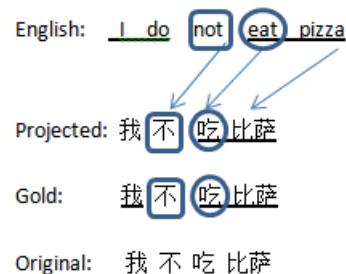 English: I do not eat pizza
Projected: 我 不 吃 比萨
Gold: 我 不 吃 比萨
Original: 我 不 吃 比萨